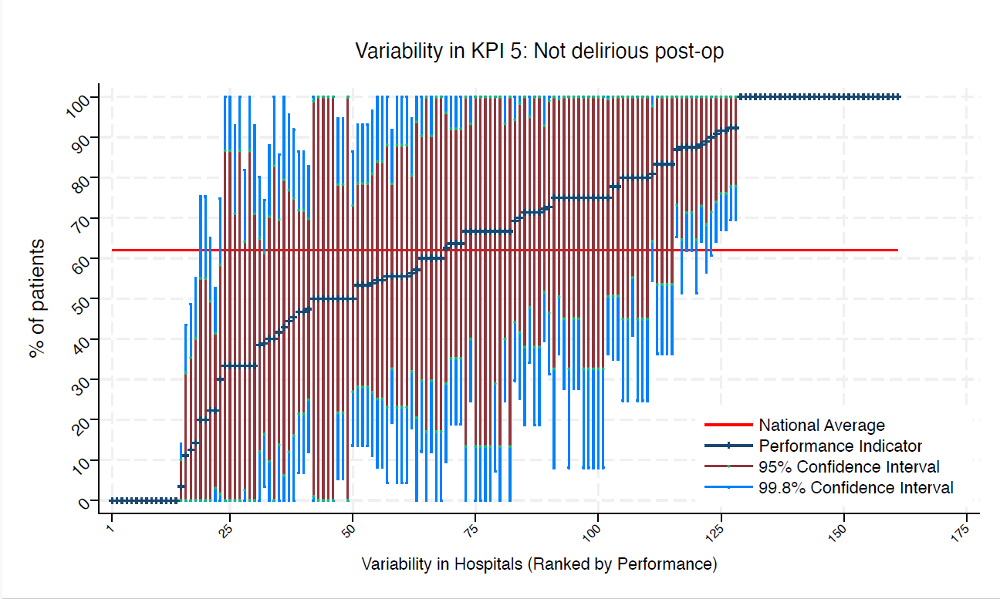 Variability in KPI 5: Not delirious post-op
% of patients
100
90
80
70
60
50
40
30
20
10
0
National Average
Performance Indicator
95% Confidence Interval
99.8% Confidence Interval
1
25
50
75
100
125
150
175
Variability in Hospitals (Ranked by Performance)